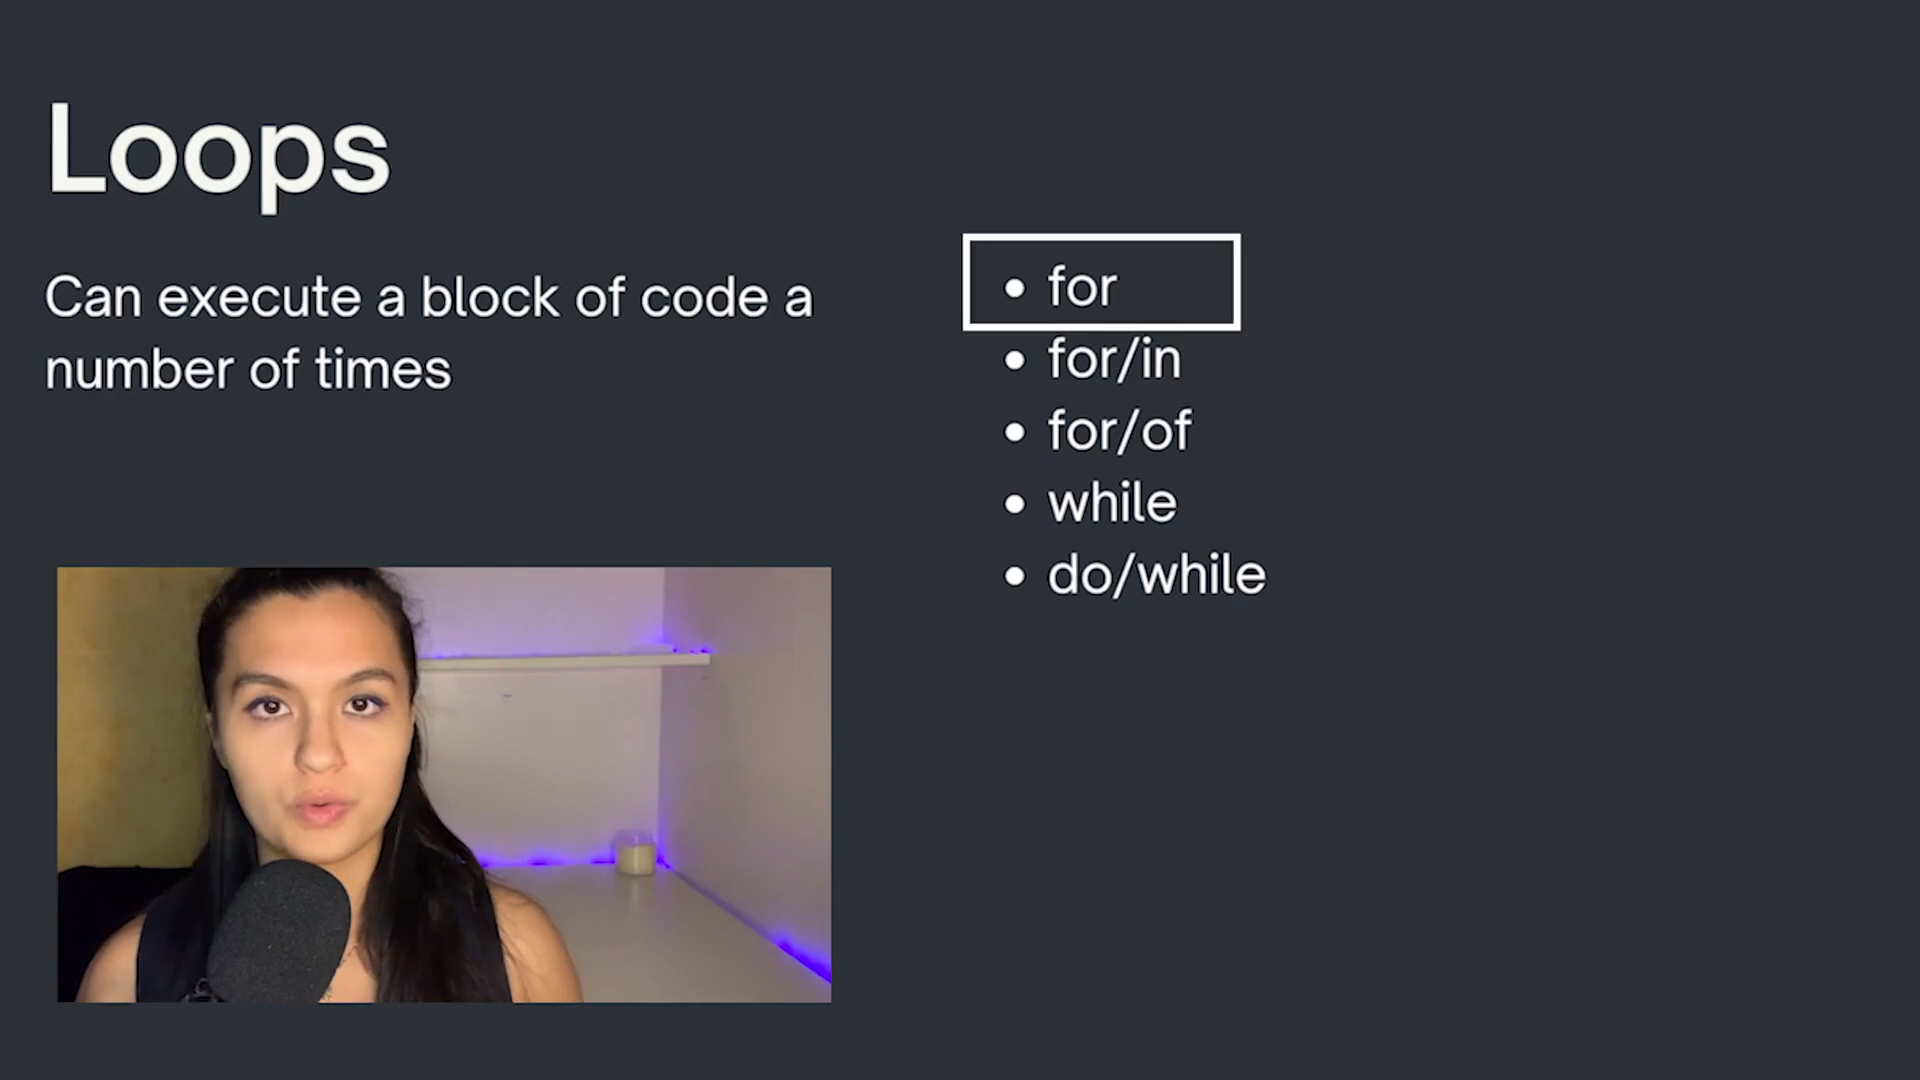 Loops
Can execute a block of code a
number of times
• for
• for/in
• for/of
• while
• do/while